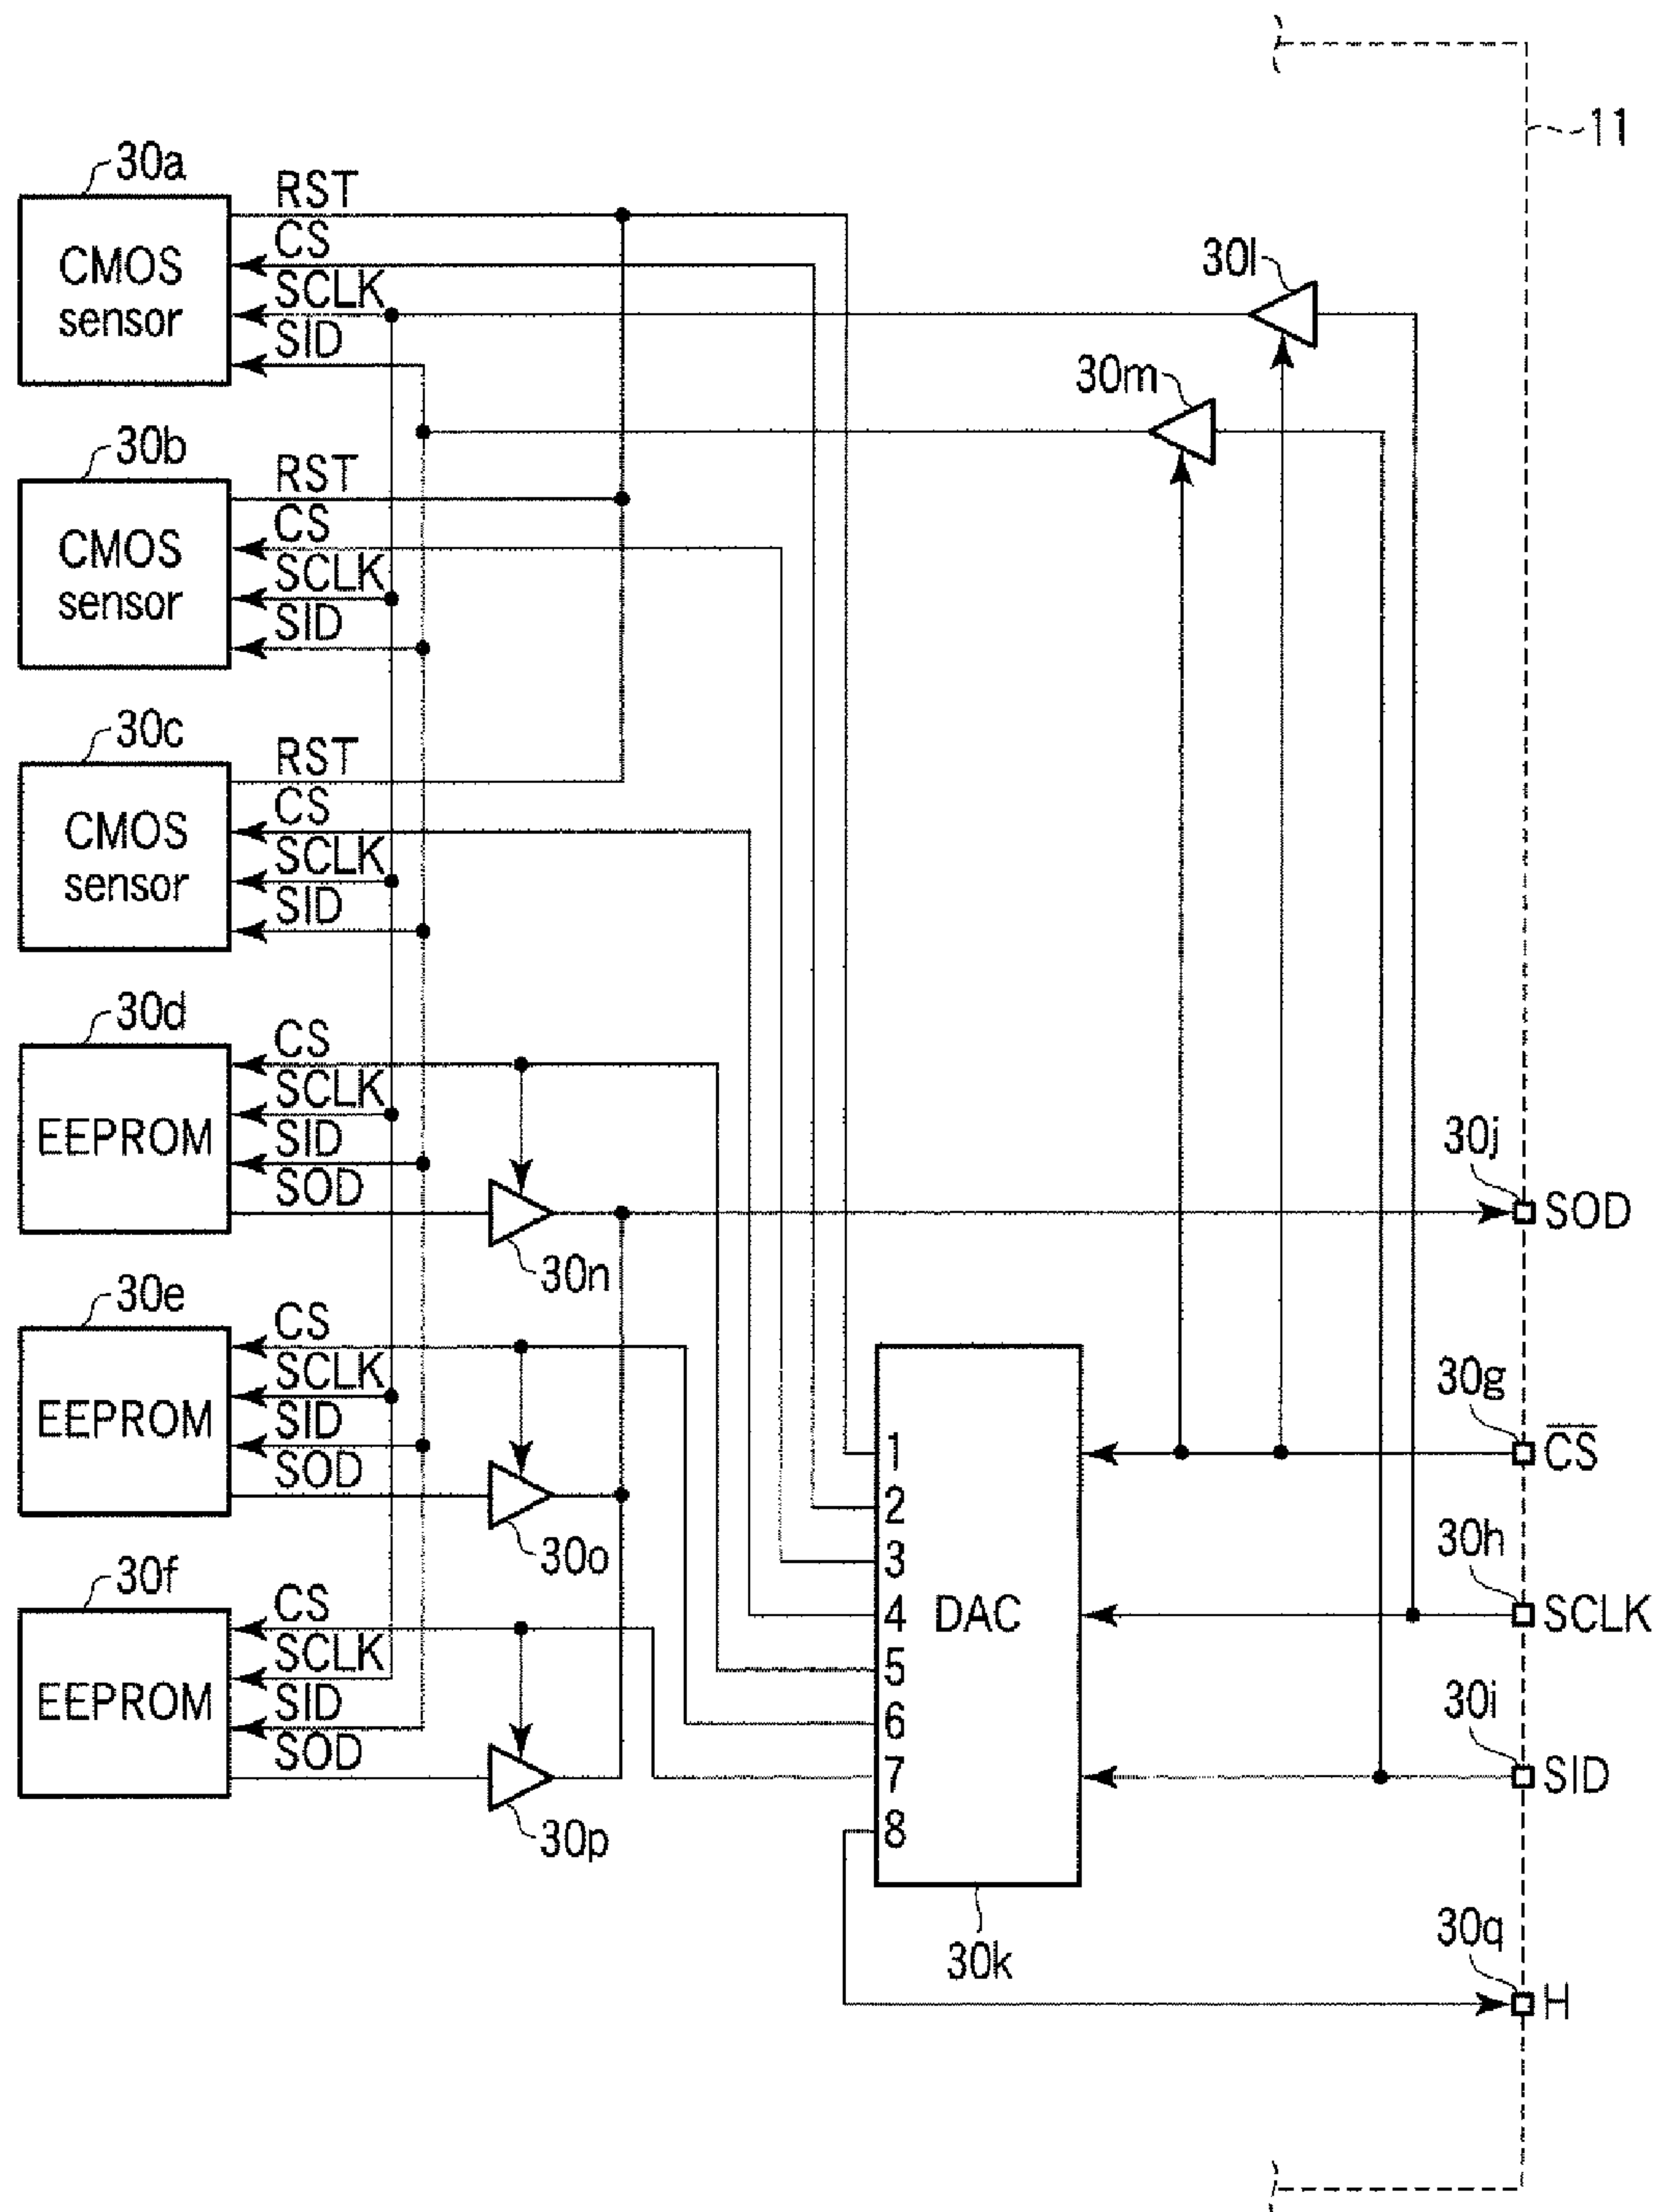 11
30a
RST
CS
SCLK
SID
CMOS
sensor
30l
30m
30b
RST
CS
SCLK
SID
CMOS
sensor
30c
RST
CS
SCLK
SID
CMOS
sensor
30d
CS
SCLK
SID
SOD
EEPROM
30n
30j
SOD
30e
CS
SCLK
SID
SOD
EEPROM
30o
30f
CS
SCLK
SID
SOD
EEPROM
30p
1
2
3
4
5
6
7
8
DAC
30k
30g
C̅S̅
30h
SCLK
30i
SID
30q
H